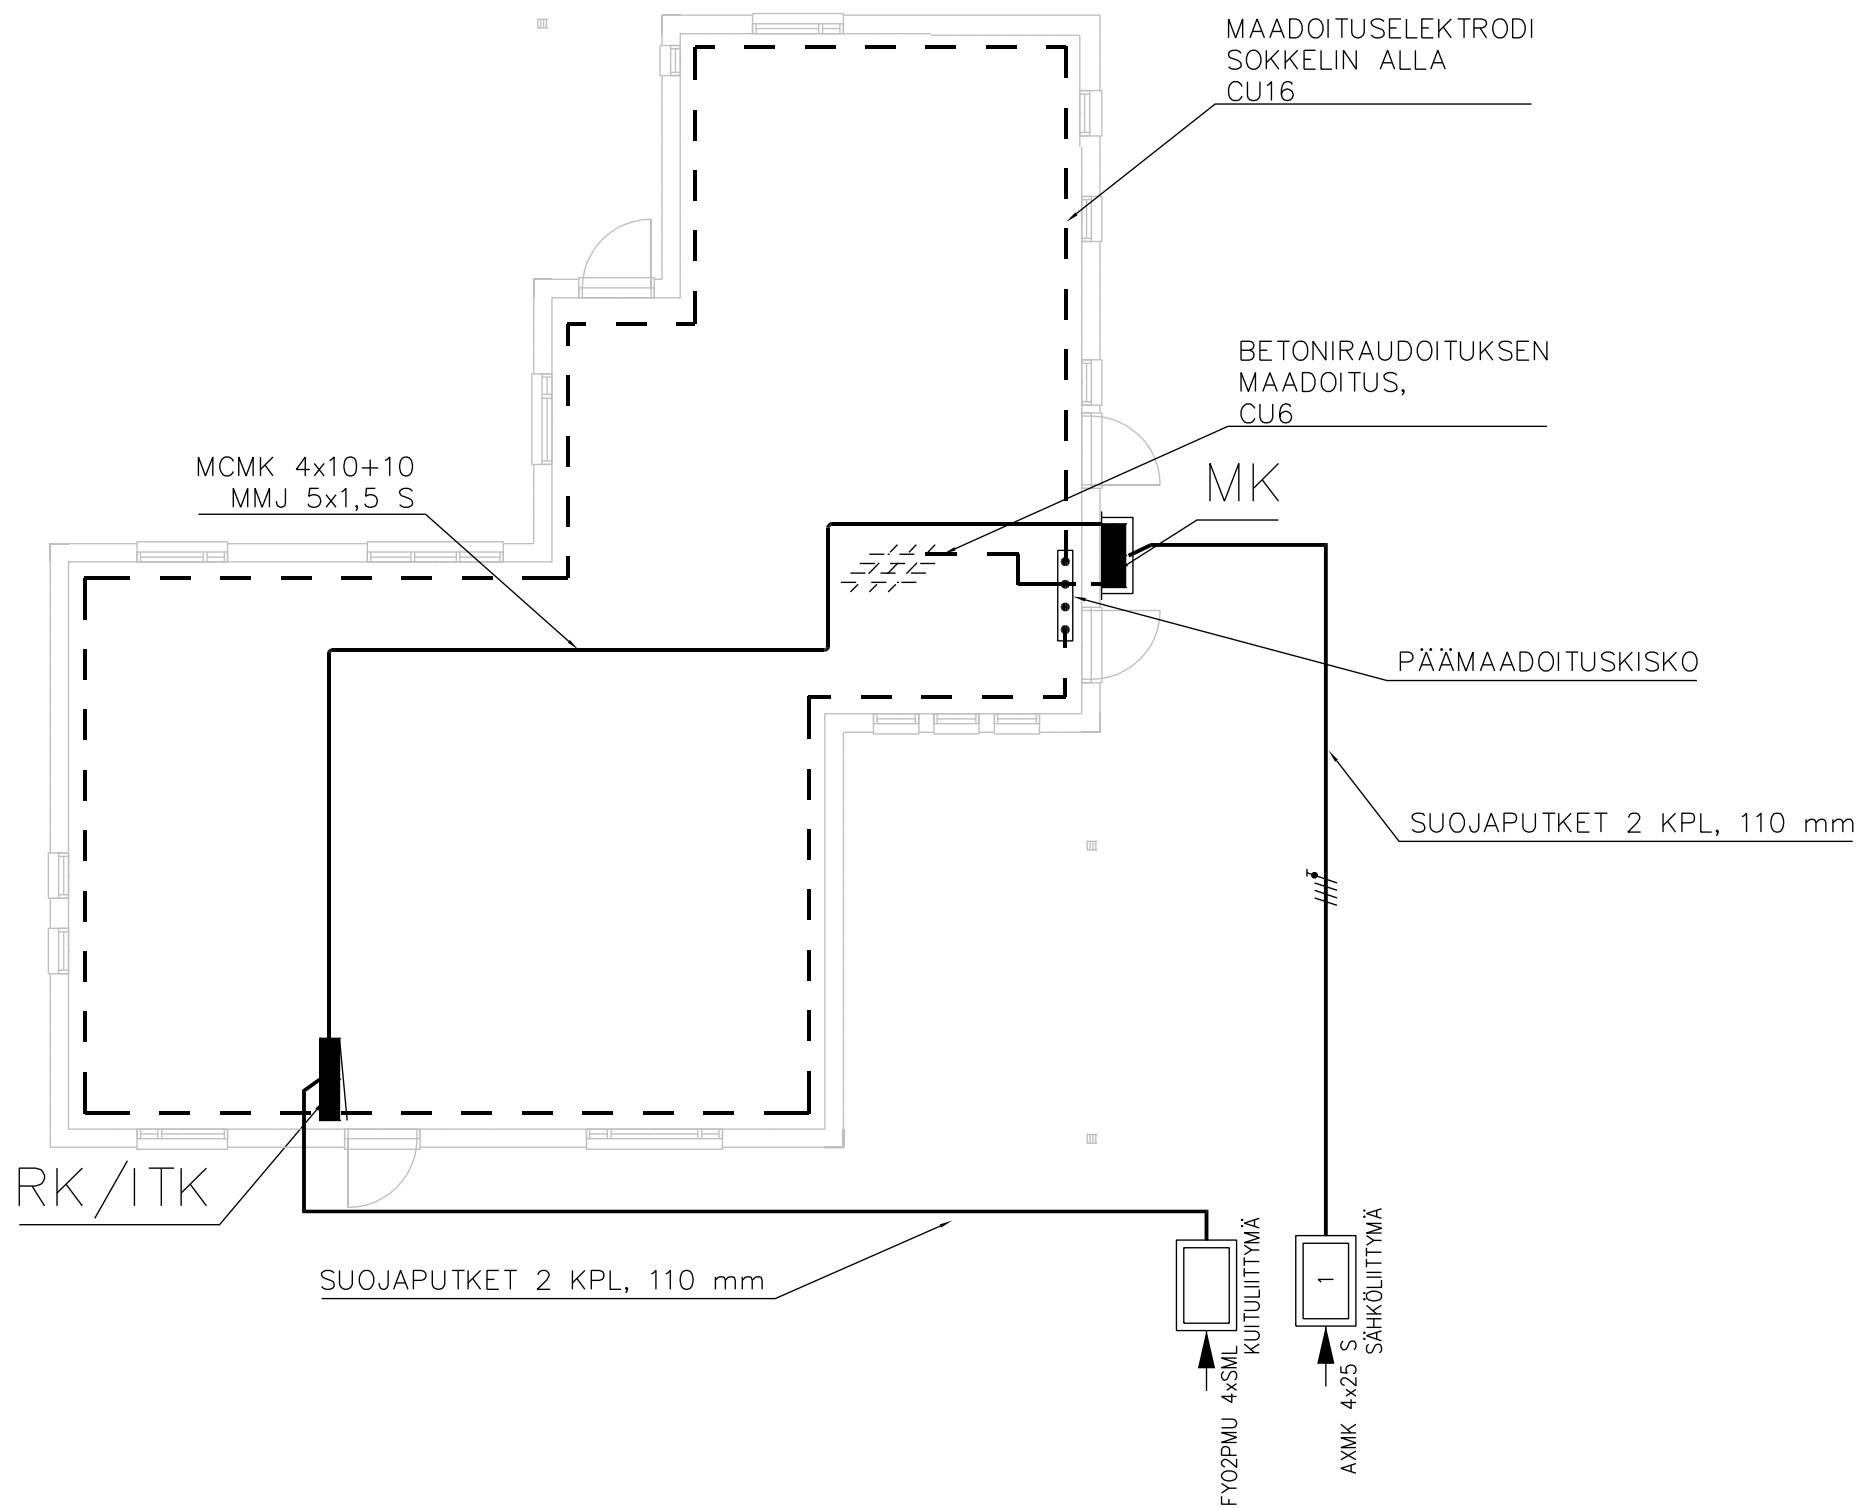 MAADOITUSELEKTRODI
SOKKELIN ALLA
CU16
BETONIRAUDOITUKSEN
MAADOITUS,
CU6
MCMK 4x10+10
MMJ 5x1,5 S
MK
PÄÄMAADOITUSKISKO
SUOJAPUTKET 2 KPL, 110 mm
RK/ITK
SUOJAPUTKET 2 KPL, 110 mm
KUITULIITTYMÄ
FYO2PMU 4xSML
1
SÄHKÖLIITTYMÄ
AXMK 4x25 S